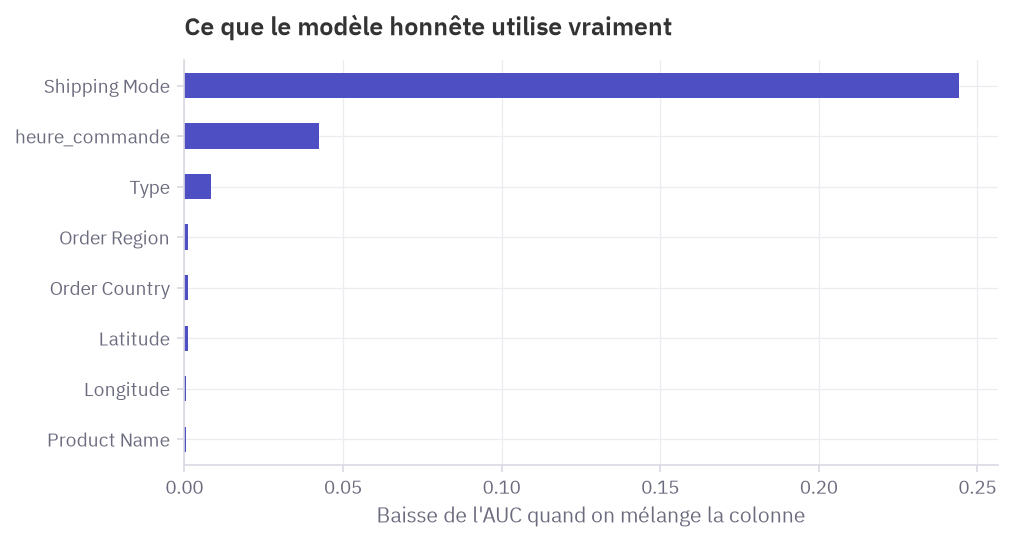 Ce que le modèle honnête utilise vraiment
Shipping Mode
heure_commande
Type
Order Region
Order Country
Latitude
Longitude
Product Name
0.00 0.05 0.10 0.15 0.20 0.25
Baisse de l'AUC quand on mélange la colonne